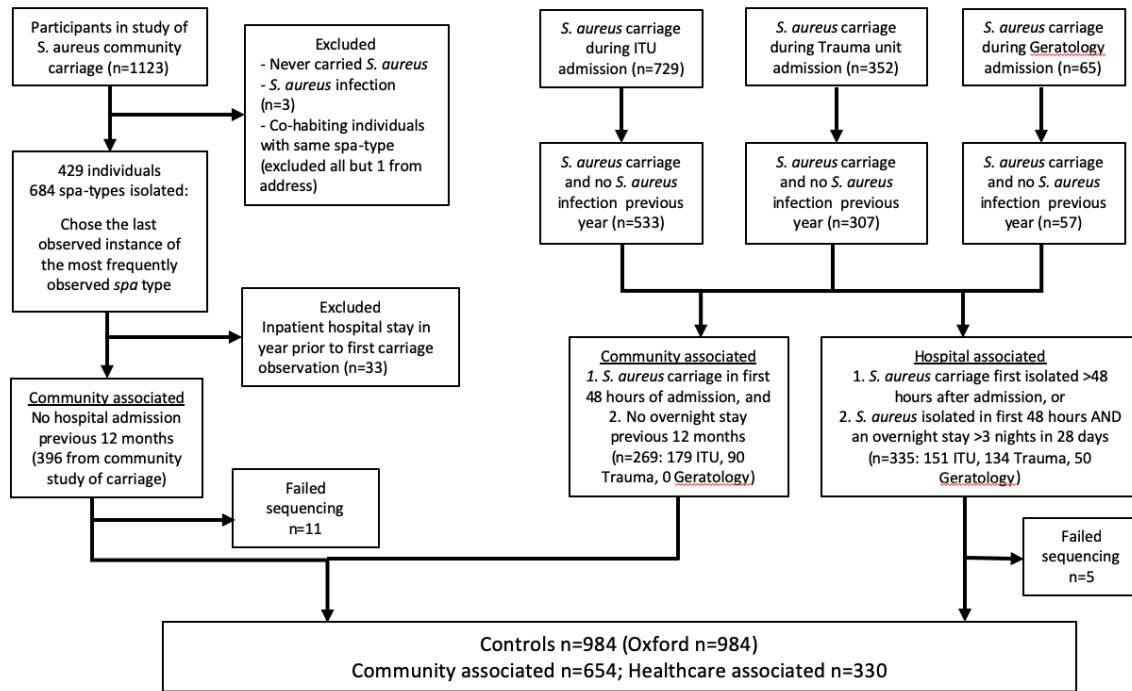 Participants in study of
S. aureus community
carriage (n=1123)
Excluded
- Never carried S. aureus
- S. aureus infection
(n=3)
- Co-habiting individuals
with same spa-type
(excluded all but 1 from
address)
429 individuals
684 spa-types isolated:
Chose the last
observed instance of
the most frequently
observed spa type
Excluded
Inpatient hospital stay in
year prior to first carriage
observation (n=33)
Community associated
No hospital admission
previous 12 months
(396 from community
study of carriage)
Failed
sequencing
n=11
S. aureus carriage
during ITU
admission (n=729)
S. aureus carriage
during Trauma unit
admission (n=352)
S. aureus carriage
during Geratology
admission (n=65)
S. aureus carriage
and no S. aureus
infection previous
year (n=533)
S. aureus carriage
and no S. aureus
infection previous
year (n=307)
S. aureus carriage
and no S. aureus
infection previous
year (n=57)
Community associated
1. S. aureus carriage in first
48 hours of admission, and
2. No overnight stay
previous 12 months
(n=269: 179 ITU, 90
Trauma, 0 Geratology)
Hospital associated
1. S. aureus carriage first isolated >48
hours after admission, or
2. S. aureus isolated in first 48 hours AND
an overnight stay >3 nights in 28 days
(n=335: 151 ITU, 134 Trauma, 50
Geratology)
Failed
sequencing
n=5
Controls n=984 (Oxford n=984)
Community associated n=654; Healthcare associated n=330